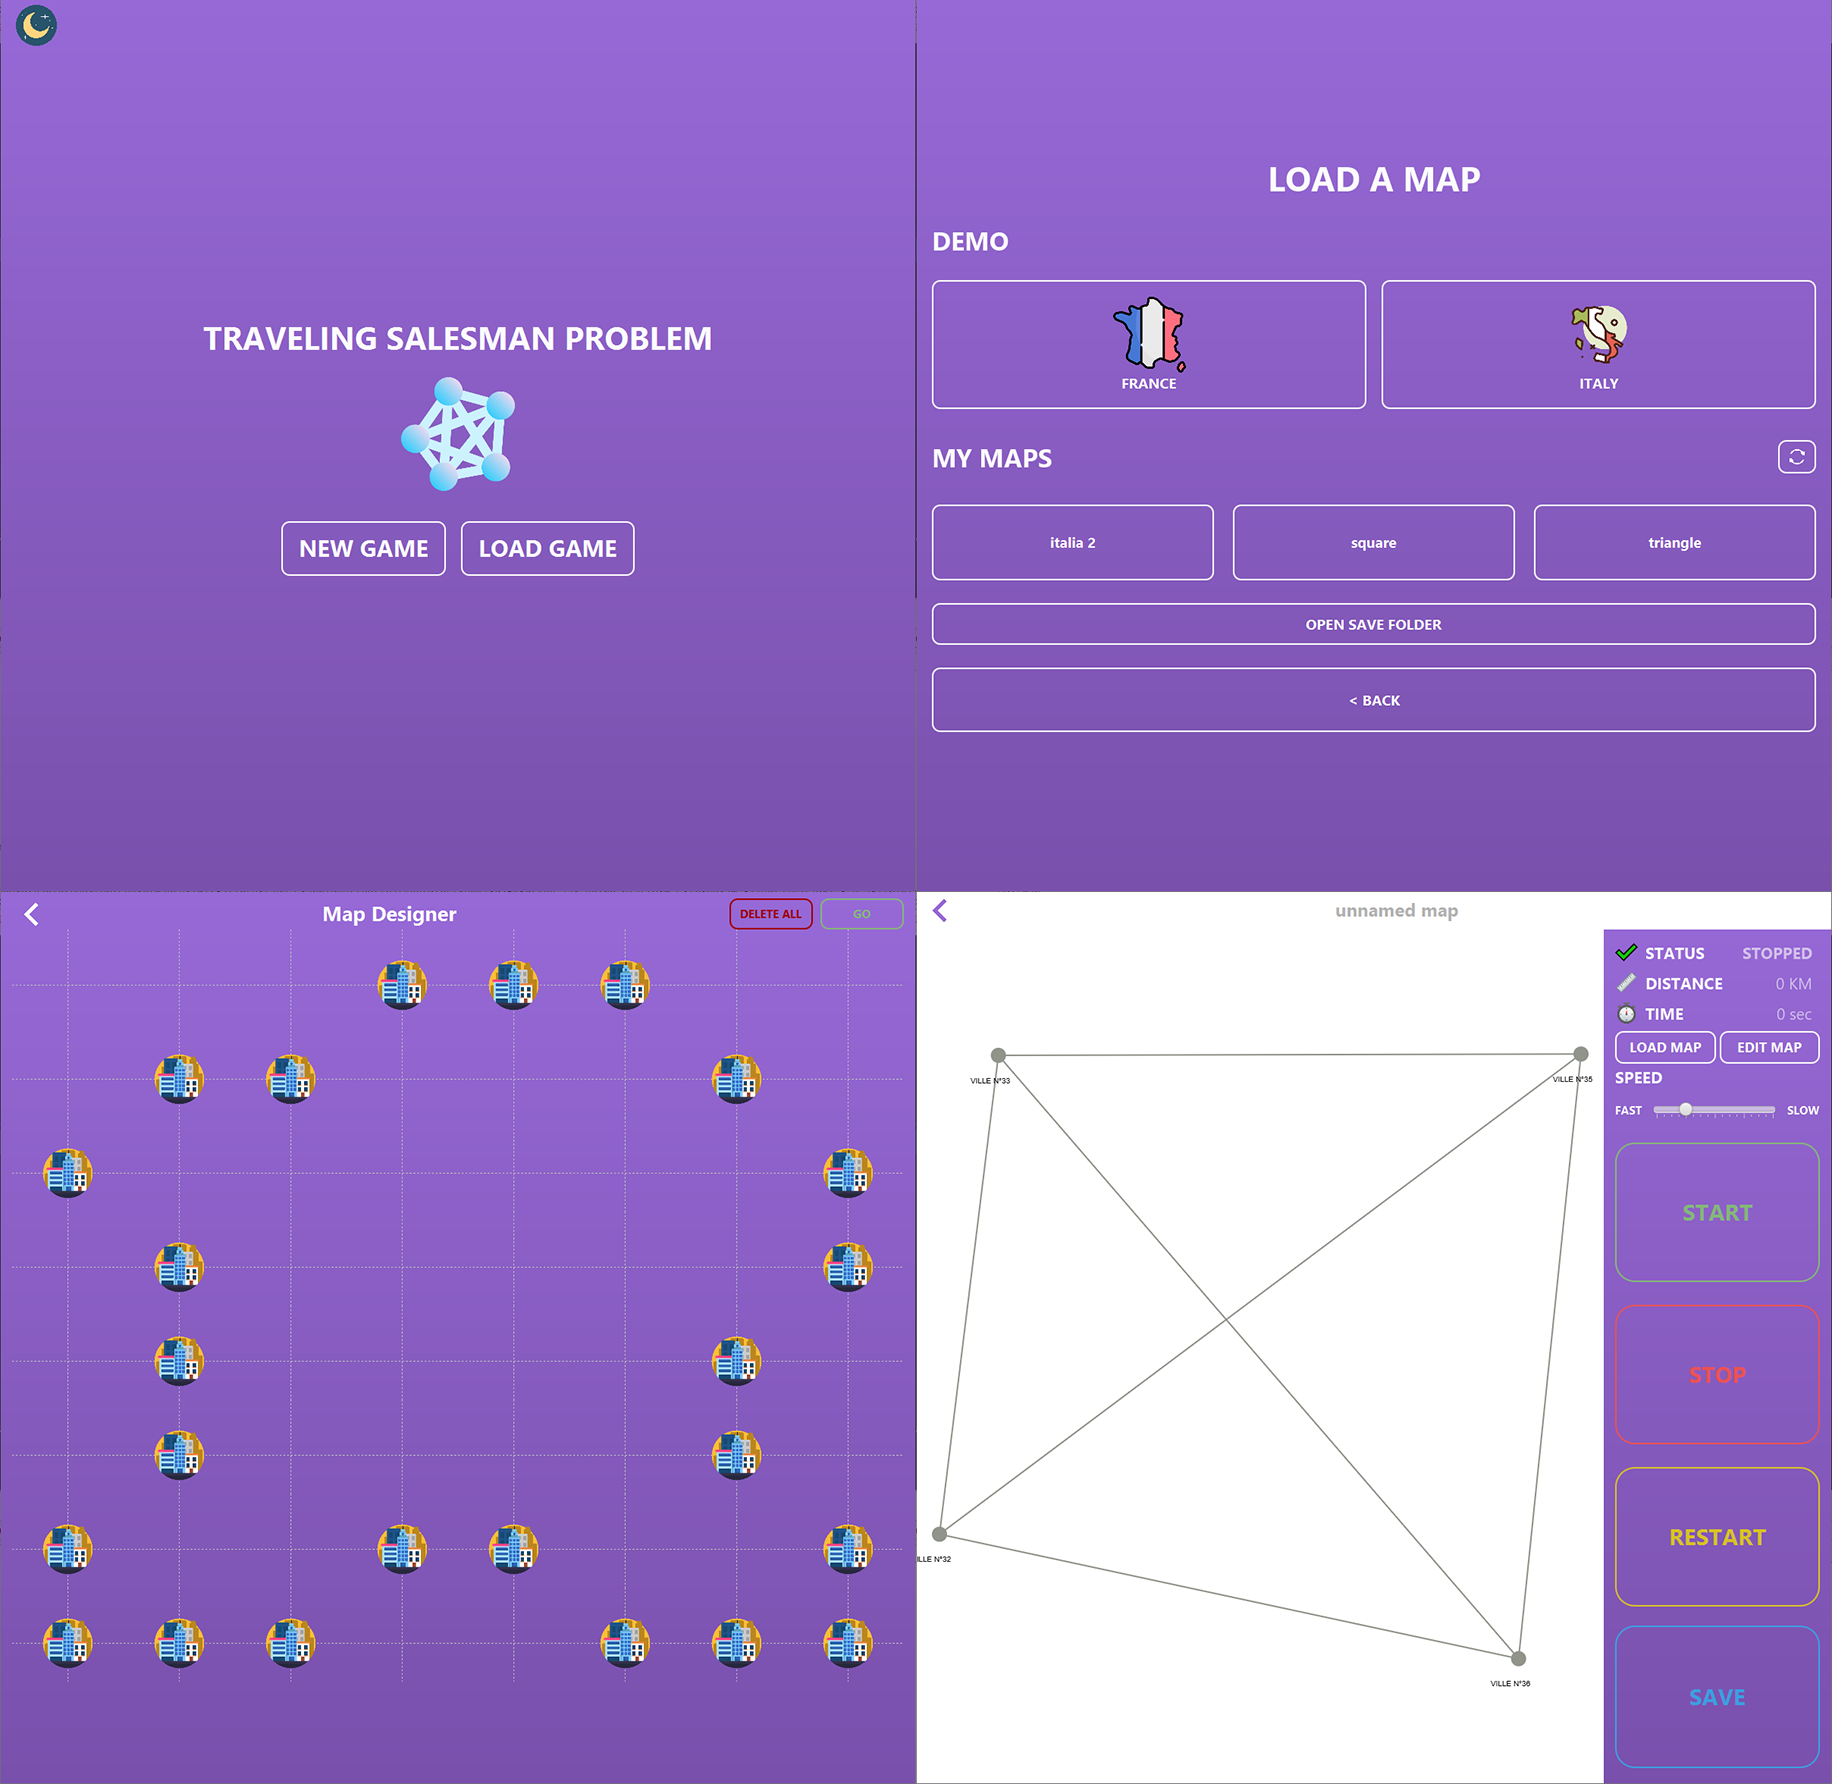 TRAVELING SALESMAN PROBLEM
NEW GAME
LOAD GAME
LOAD A MAP
DEMO
FRANCE
ITALY
MY MAPS
italia 2
square
triangle
OPEN SAVE FOLDER
< BACK
Map Designer
DELETE ALL
GO
unnamed map
VILLE N°33
VILLE N°35
ILLE N°32
VILLE N°36
STATUS
STOPPED
DISTANCE
0 KM
TIME
0 sec
LOAD MAP
EDIT MAP
SPEED
FAST
SLOW
START
STOP
RESTART
SAVE